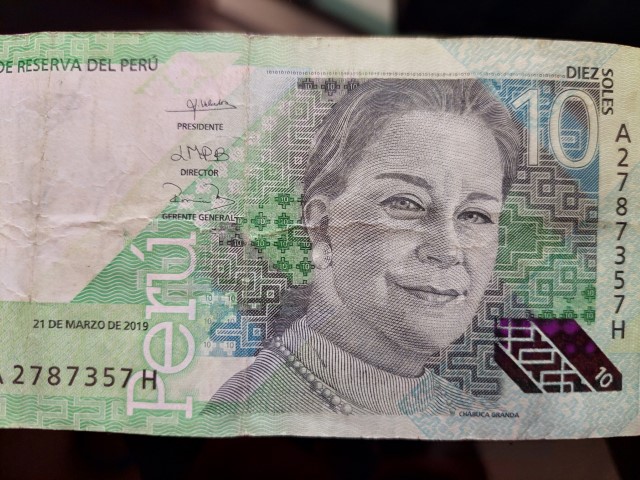 DE RESERVA DEL PERÚ
DIEZ
SOLES
10
A2787357H
PRESIDENTE
DIRECTOR
GERENTE GENERAL
Perú
21 DE MARZO DE 2019
A2787357H
10
CHABUCA GRANDA